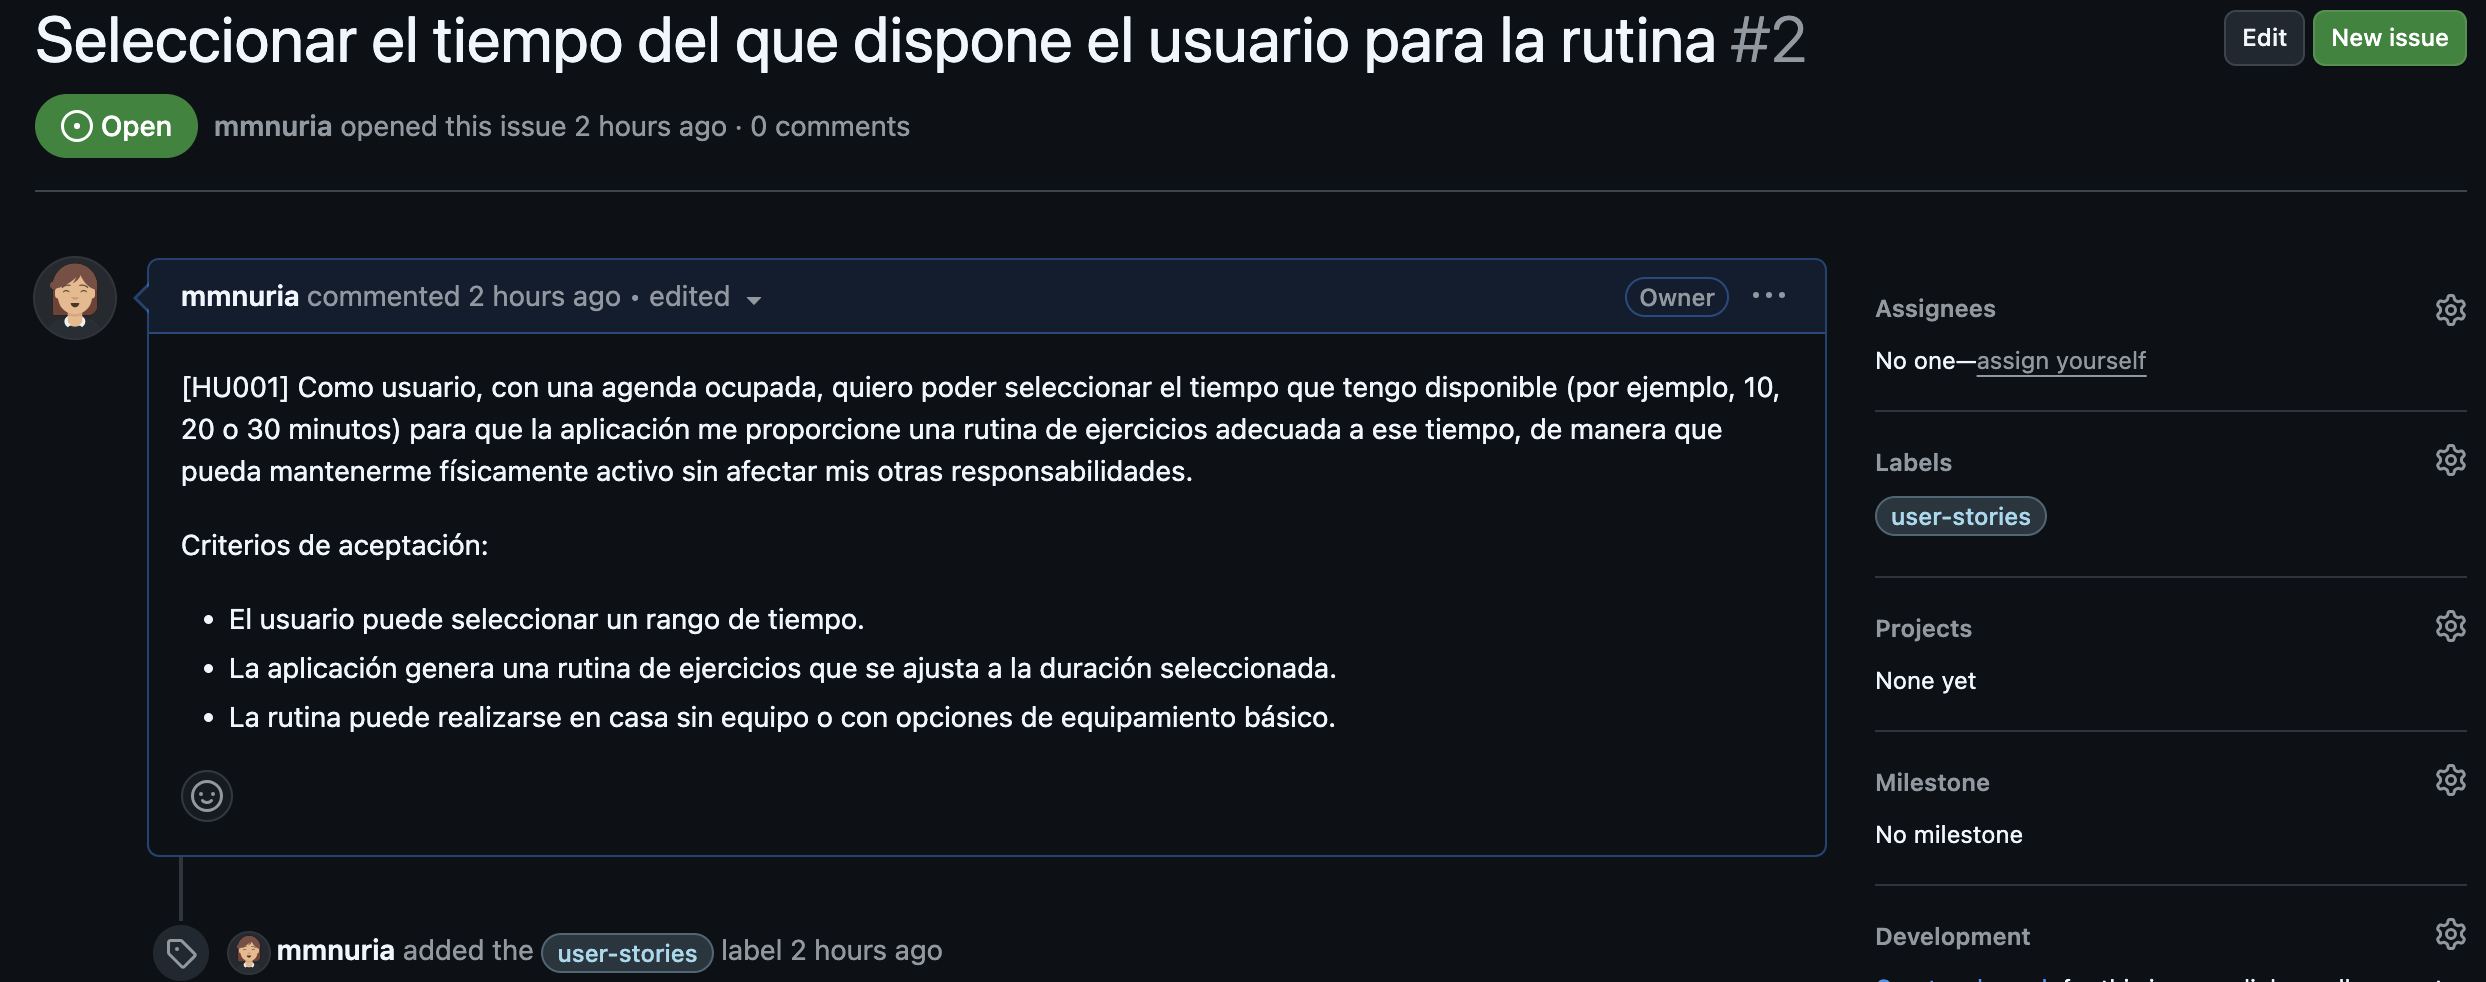 Seleccionar el tiempo del que dispone el usuario para la rutina #2
Edit
New issue
Open
mmnuria opened this issue 2 hours ago · 0 comments
mmnuria commented 2 hours ago • edited
Owner
[HU001] Como usuario, con una agenda ocupada, quiero poder seleccionar el tiempo que tengo disponible (por ejemplo, 10,
20 o 30 minutos) para que la aplicación me proporcione una rutina de ejercicios adecuada a ese tiempo, de manera que
pueda mantenerme físicamente activo sin afectar mis otras responsabilidades.
Criterios de aceptación:
• El usuario puede seleccionar un rango de tiempo.
• La aplicación genera una rutina de ejercicios que se ajusta a la duración seleccionada.
• La rutina puede realizarse en casa sin equipo o con opciones de equipamiento básico.
mmnuria added the user-stories label 2 hours ago
Assignees
No one—assign yourself
Labels
user-stories
Projects
None yet
Milestone
No milestone
Development